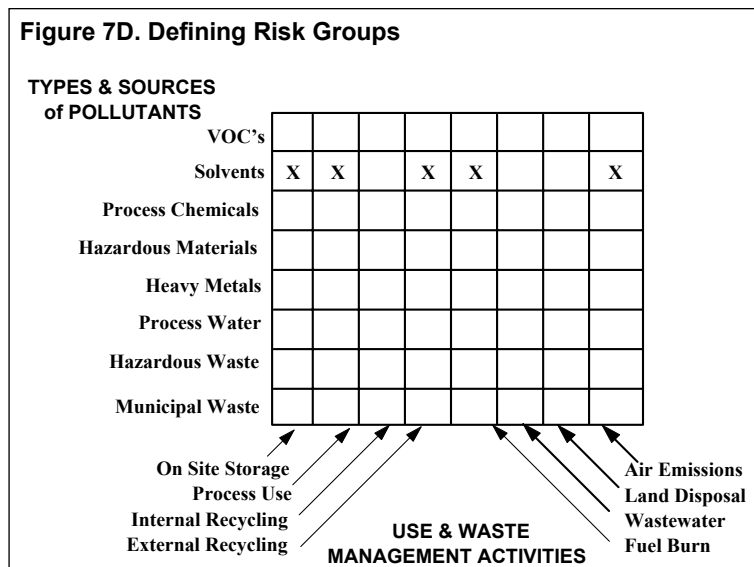 Figure 7D. Defining Risk Groups
TYPES & SOURCES
of POLLUTANTS
VOC's
Solvents X X X X X
Process Chemicals
Hazardous Materials
Heavy Metals
Process Water
Hazardous Waste
Municipal Waste
On Site Storage
Process Use
Internal Recycling
External Recycling
USE & WASTE
MANAGEMENT ACTIVITIES
Air Emissions
Land Disposal
Wastewater
Fuel Burn